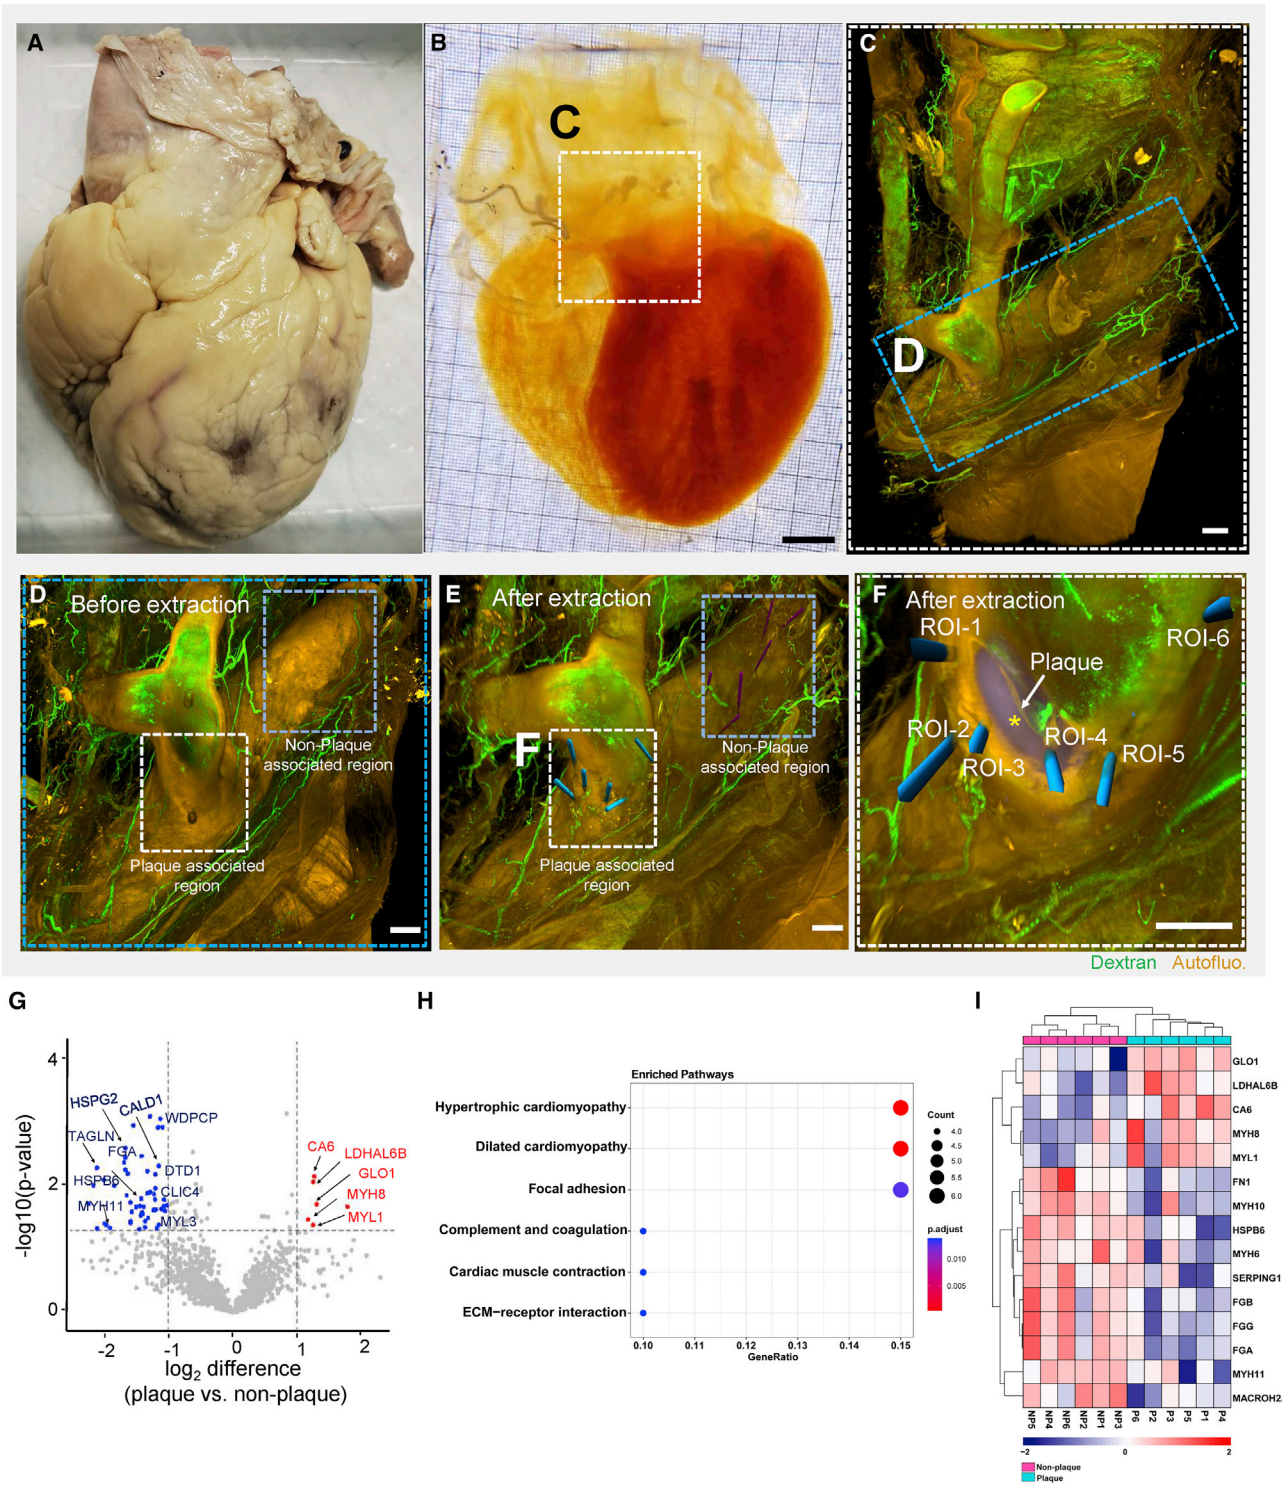 A
B
C
C
D
D
Before extraction
Non-Plaque
associated region
Plaque associated
region
E
After extraction
F
Non-Plaque
associated region
Plaque associated
region
F
After extraction
ROI-1
ROI-6
Plaque
*
ROI-2
ROI-3
ROI-4
ROI-5
Dextran Autofluo.
G
-log10(p-value)
4
2
0
HSPG2
CALD1
WDPCP
TAGLN
FGA
DTD1
HSPB6
CLIC4
MYH11
MYL3
CA6
LDHAL6B
GLO1
MYH8
MYL1
-2
-1
0
1
2
log2 difference
(plaque vs. non-plaque)
H
Enriched Pathways
Hypertrophic cardiomyopathy
Dilated cardiomyopathy
Focal adhesion
Complement and coagulation
Cardiac muscle contraction
ECM−receptor interaction
0.10 0.11 0.12 0.13 0.14 0.15
GeneRatio
Count
4.0
4.5
5.0
5.5
6.0
p.adjust
0.010
0.005
I
GLO1
LDHAL6B
CA6
MYH8
MYL1
FN1
MYH10
HSPB6
MYH6
SERPING1
FGB
FGG
FGA
MYH11
MACROH2
NP5 NP4 NP6 NP2 NP1 NP3 P6 P2 P3 P5 P1 P4
−2 0 2
Non-plaque
Plaque